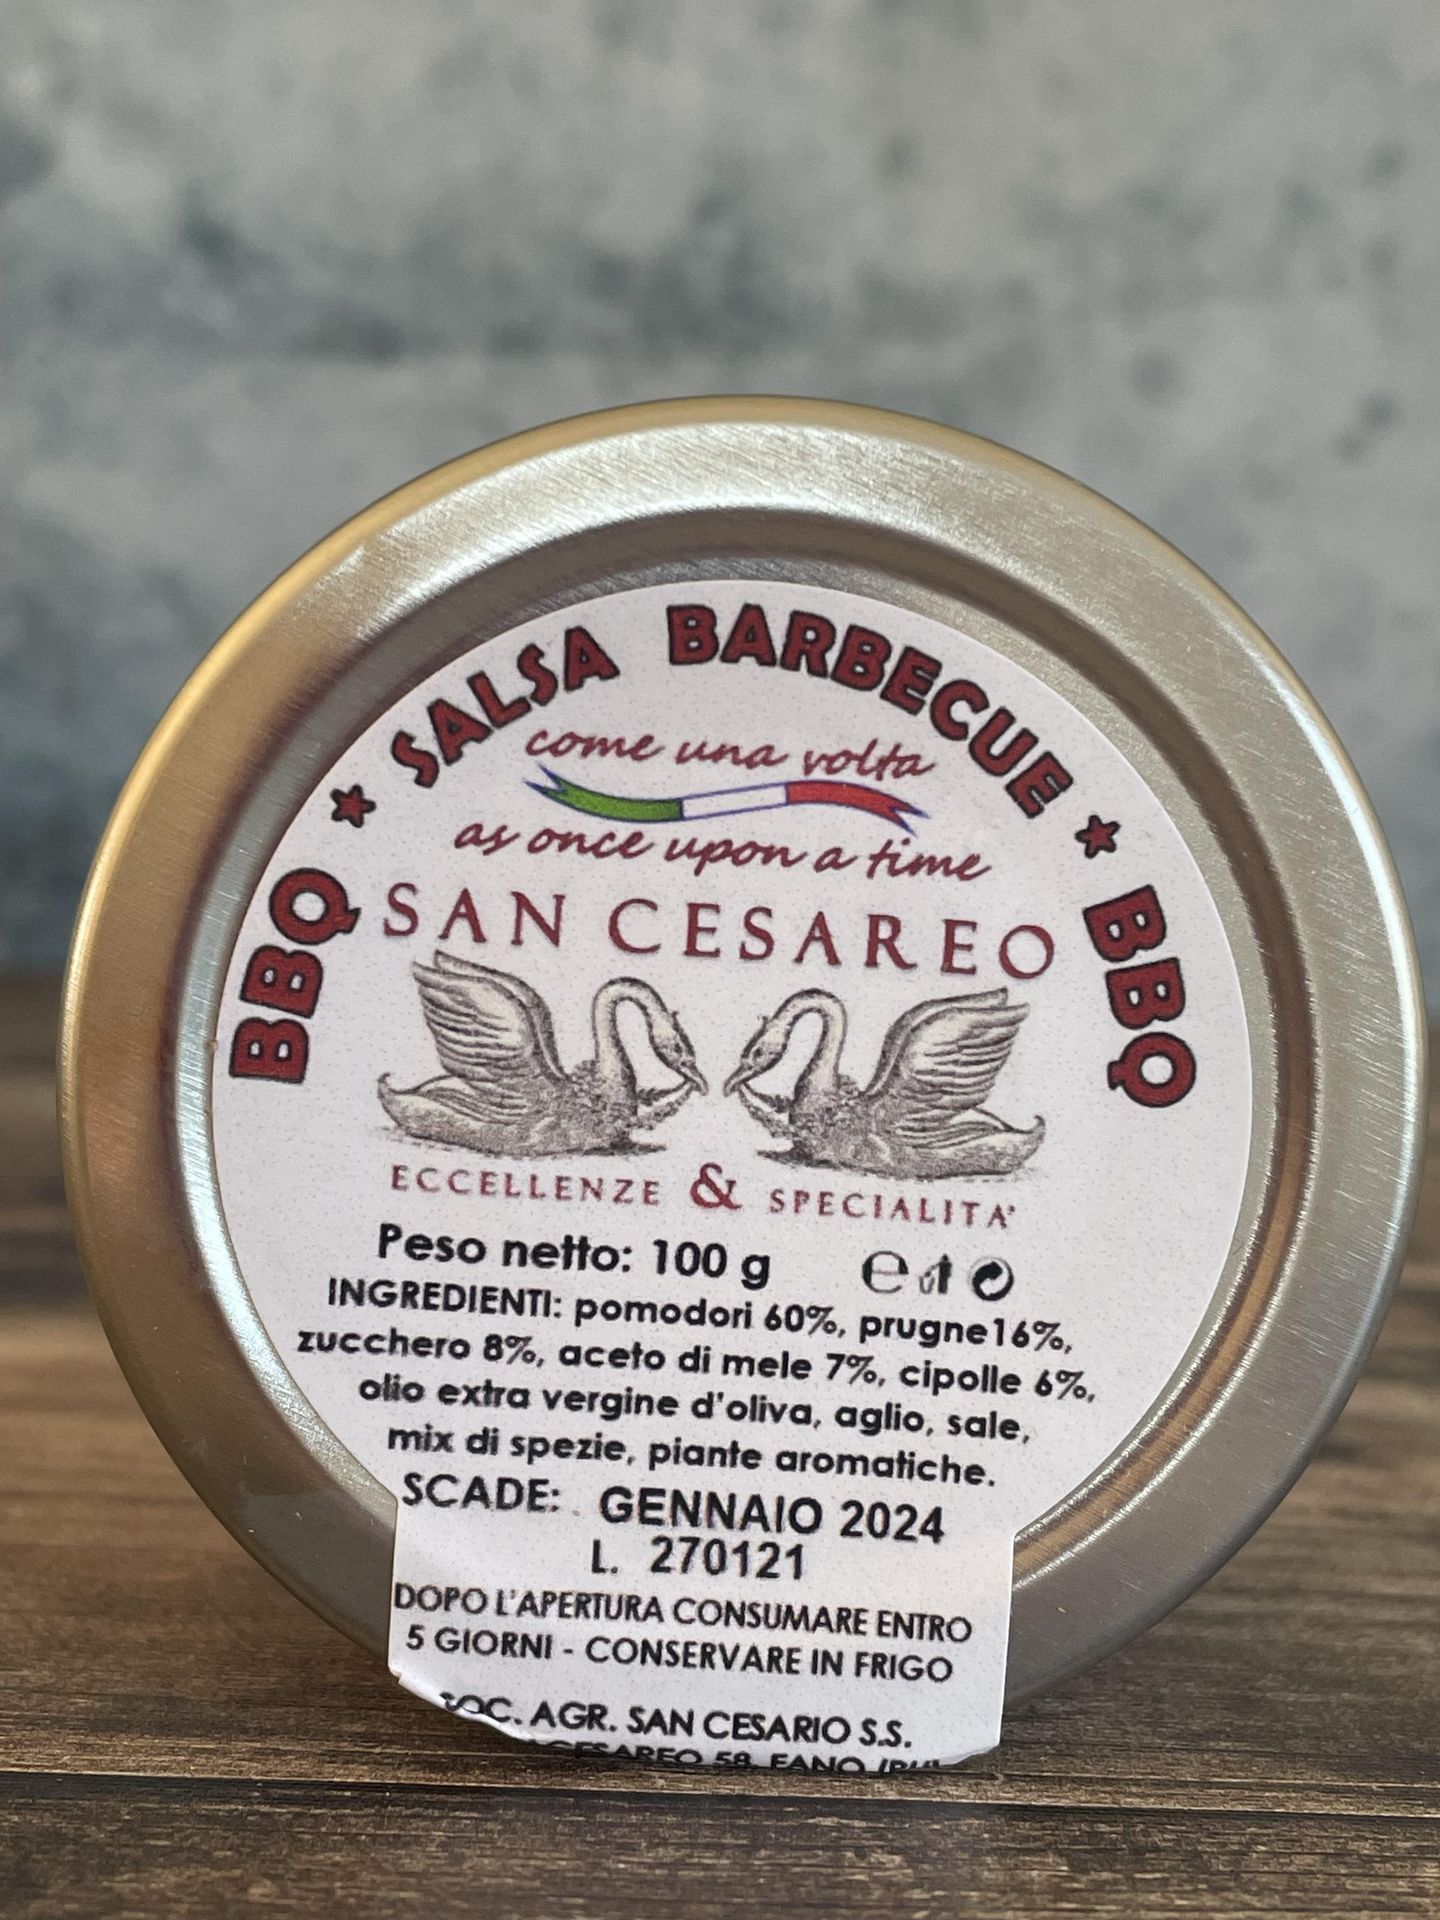 BBQ ★ SALSA BARBECUE ★ BBQ
come una volta
as once upon a time
SAN CESAREO
ECCELLENZE & SPECIALITA'
Peso netto: 100 g ℮
INGREDIENTI: pomodori 60%, prugne16%,
zucchero 8%, aceto di mele 7%, cipolle 6%,
olio extra vergine d'oliva, aglio, sale,
mix di spezie, piante aromatiche.
SCADE: GENNAIO 2024
L. 270121
DOPO L'APERTURA CONSUMARE ENTRO
5 GIORNI - CONSERVARE IN FRIGO
SOC. AGR. SAN CESARIO S.S.
58, FANO